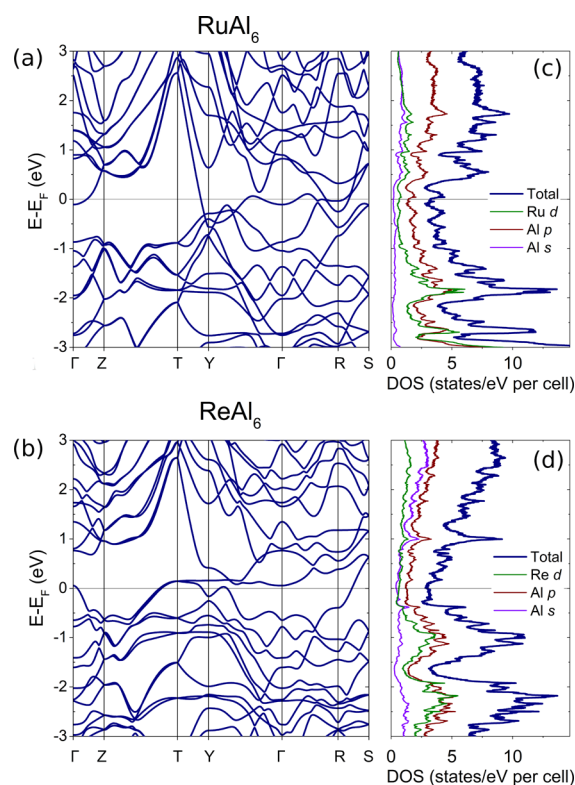 RuAl6
(a)
(c)
3
2
1
0
-1
-2
-3
E-EF (eV)
Γ Z T Y Γ R S
Total
Ru d
Al p
Al s
0 5 10
DOS (states/eV per cell)
ReAl6
(b)
(d)
3
2
1
0
-1
-2
-3
E-EF (eV)
Γ Z T Y Γ R S
Total
Re d
Al p
Al s
0 5 10
DOS (states/eV per cell)